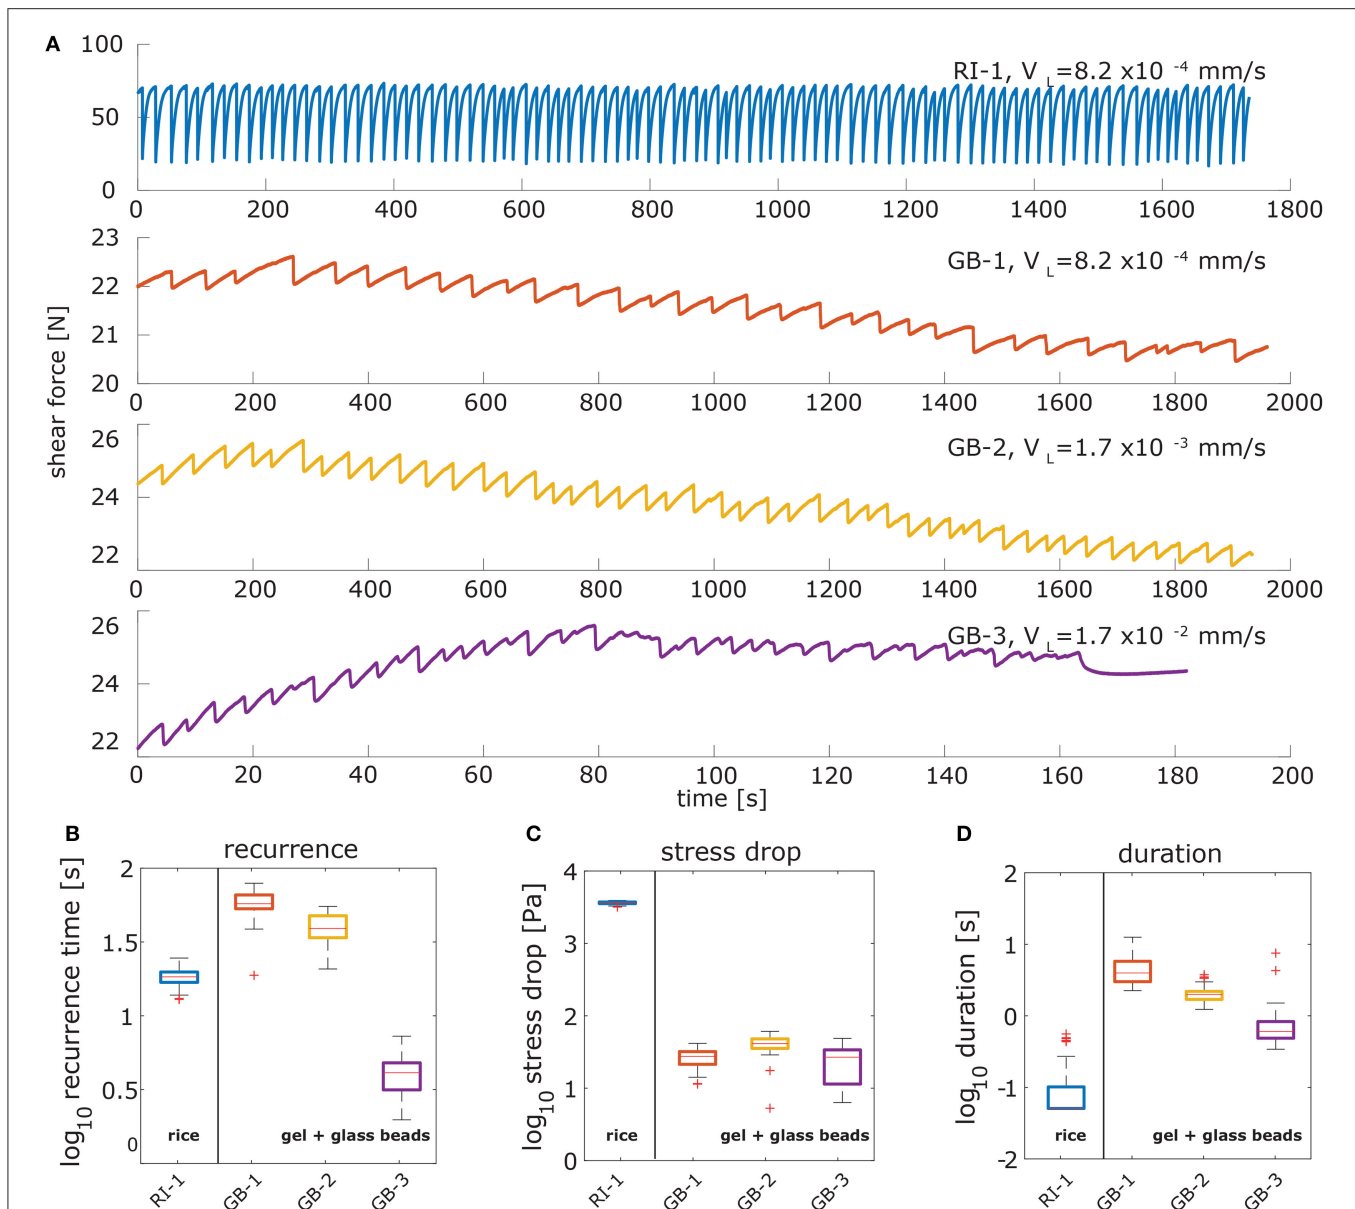 A
RI-1, V L=8.2 x10 -4 mm/s
100
50
0
0 200 400 600 800 1000 1200 1400 1600 1800
GB-1, V L=8.2 x10 -4 mm/s
23
22
21
20
0 200 400 600 800 1000 1200 1400 1600 1800 2000
shear force [N]
GB-2, V L=1.7 x10 -3 mm/s
26
24
22
0 200 400 600 800 1000 1200 1400 1600 1800 2000
GB-3, V L=1.7 x10 -2 mm/s
26
24
22
0 20 40 60 80 100 120 140 160 180 200
time [s]
B
recurrence
log10 recurrence time [s]
2
1.5
1
0.5
0
rice
gel + glass beads
RI-1 GB-1 GB-2 GB-3
C
stress drop
log10 stress drop [Pa]
4
3
2
1
0
rice
gel + glass beads
RI-1 GB-1 GB-2 GB-3
D
duration
log10 duration [s]
2
1
0
-1
-2
rice
gel + glass beads
RI-1 GB-1 GB-2 GB-3